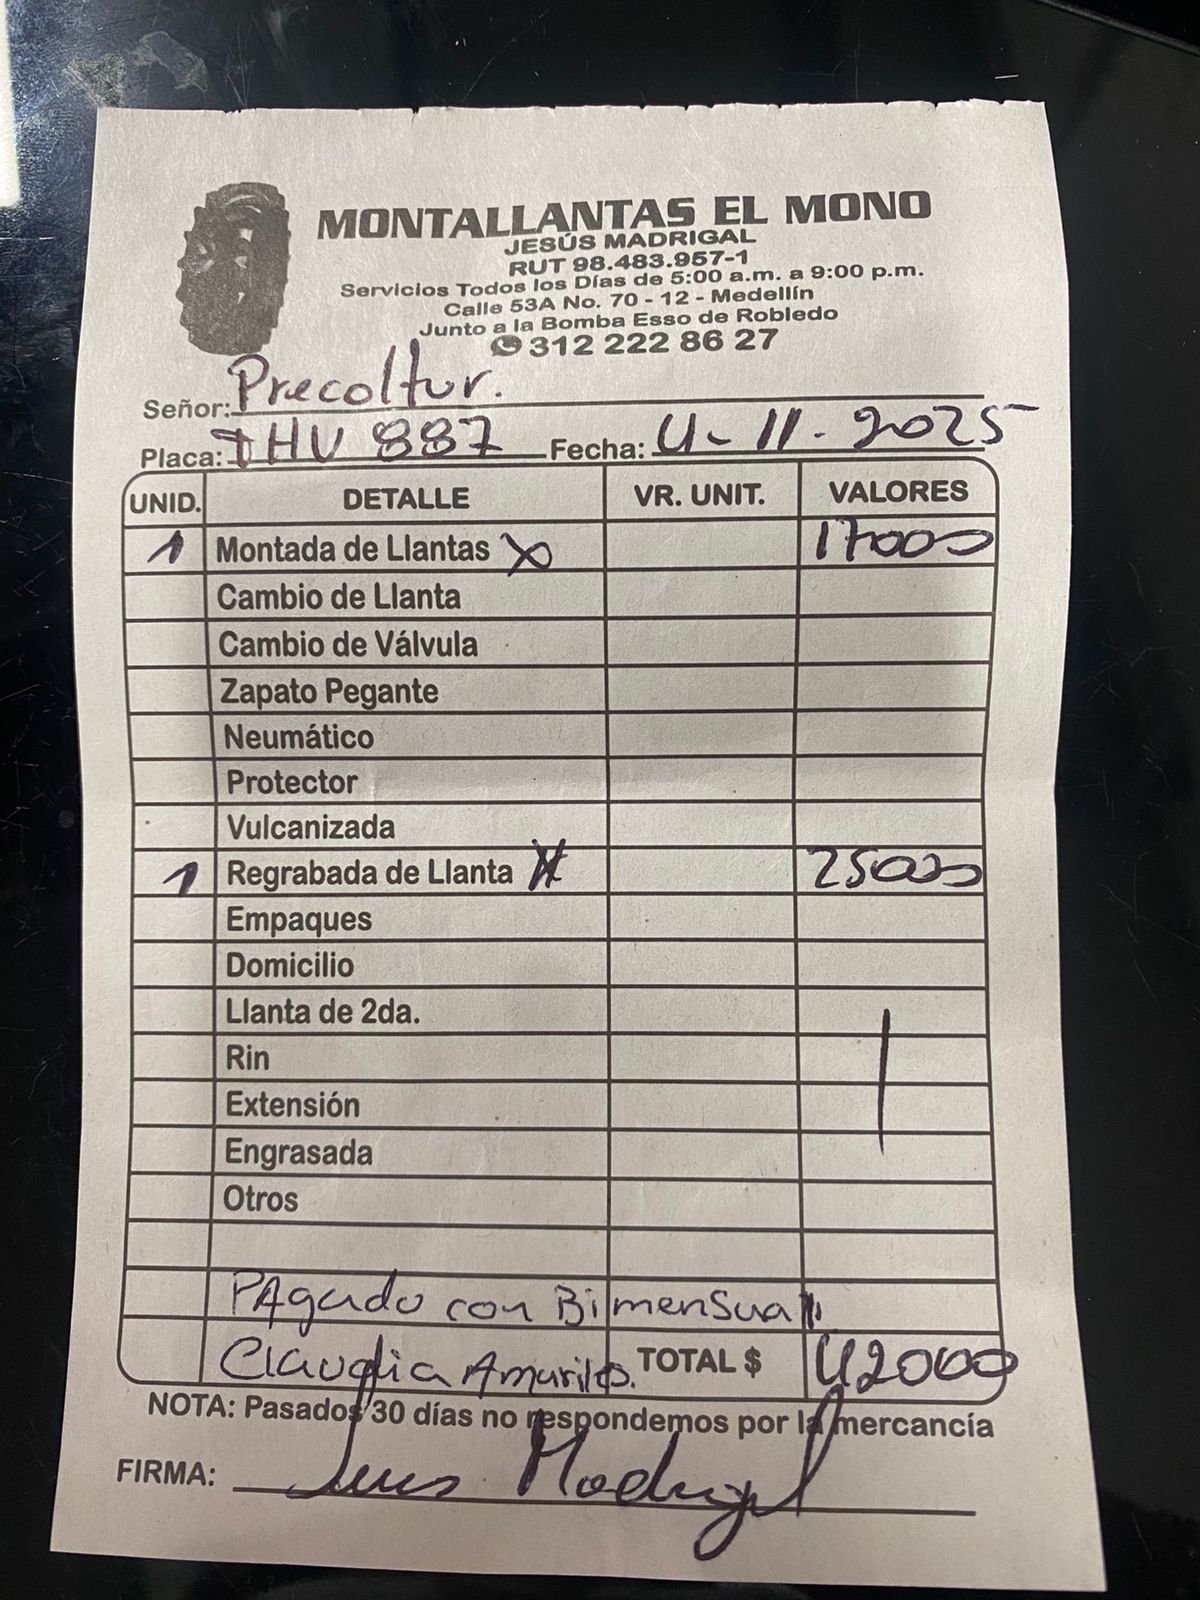 MONTALLANTAS EL MONO
JESÚS MADRIGAL
RUT 98.483.957-1
Servicios Todos los Días de 5:00 a.m. a 9:00 p.m.
Calle 53A No. 70 - 12 - Medellín
Junto a la Bomba Esso de Robledo
312 222 86 27
Señor: Precoltur.
Placa: THV 887 Fecha: 4-11-2025
UNID. DETALLE VR. UNIT. VALORES
1 Montada de Llantas X 17000
Cambio de Llanta
Cambio de Válvula
Zapato Pegante
Neumático
Protector
Vulcanizada
1 Regrabada de Llanta X 25000
Empaques
Domicilio
Llanta de 2da.
Rin
Extensión
Engrasada
Otros
PAgado con Bimensual
Claudia Amariles. TOTAL $ 42000
NOTA: Pasados 30 días no respondemos por la mercancía
FIRMA: Madrigal